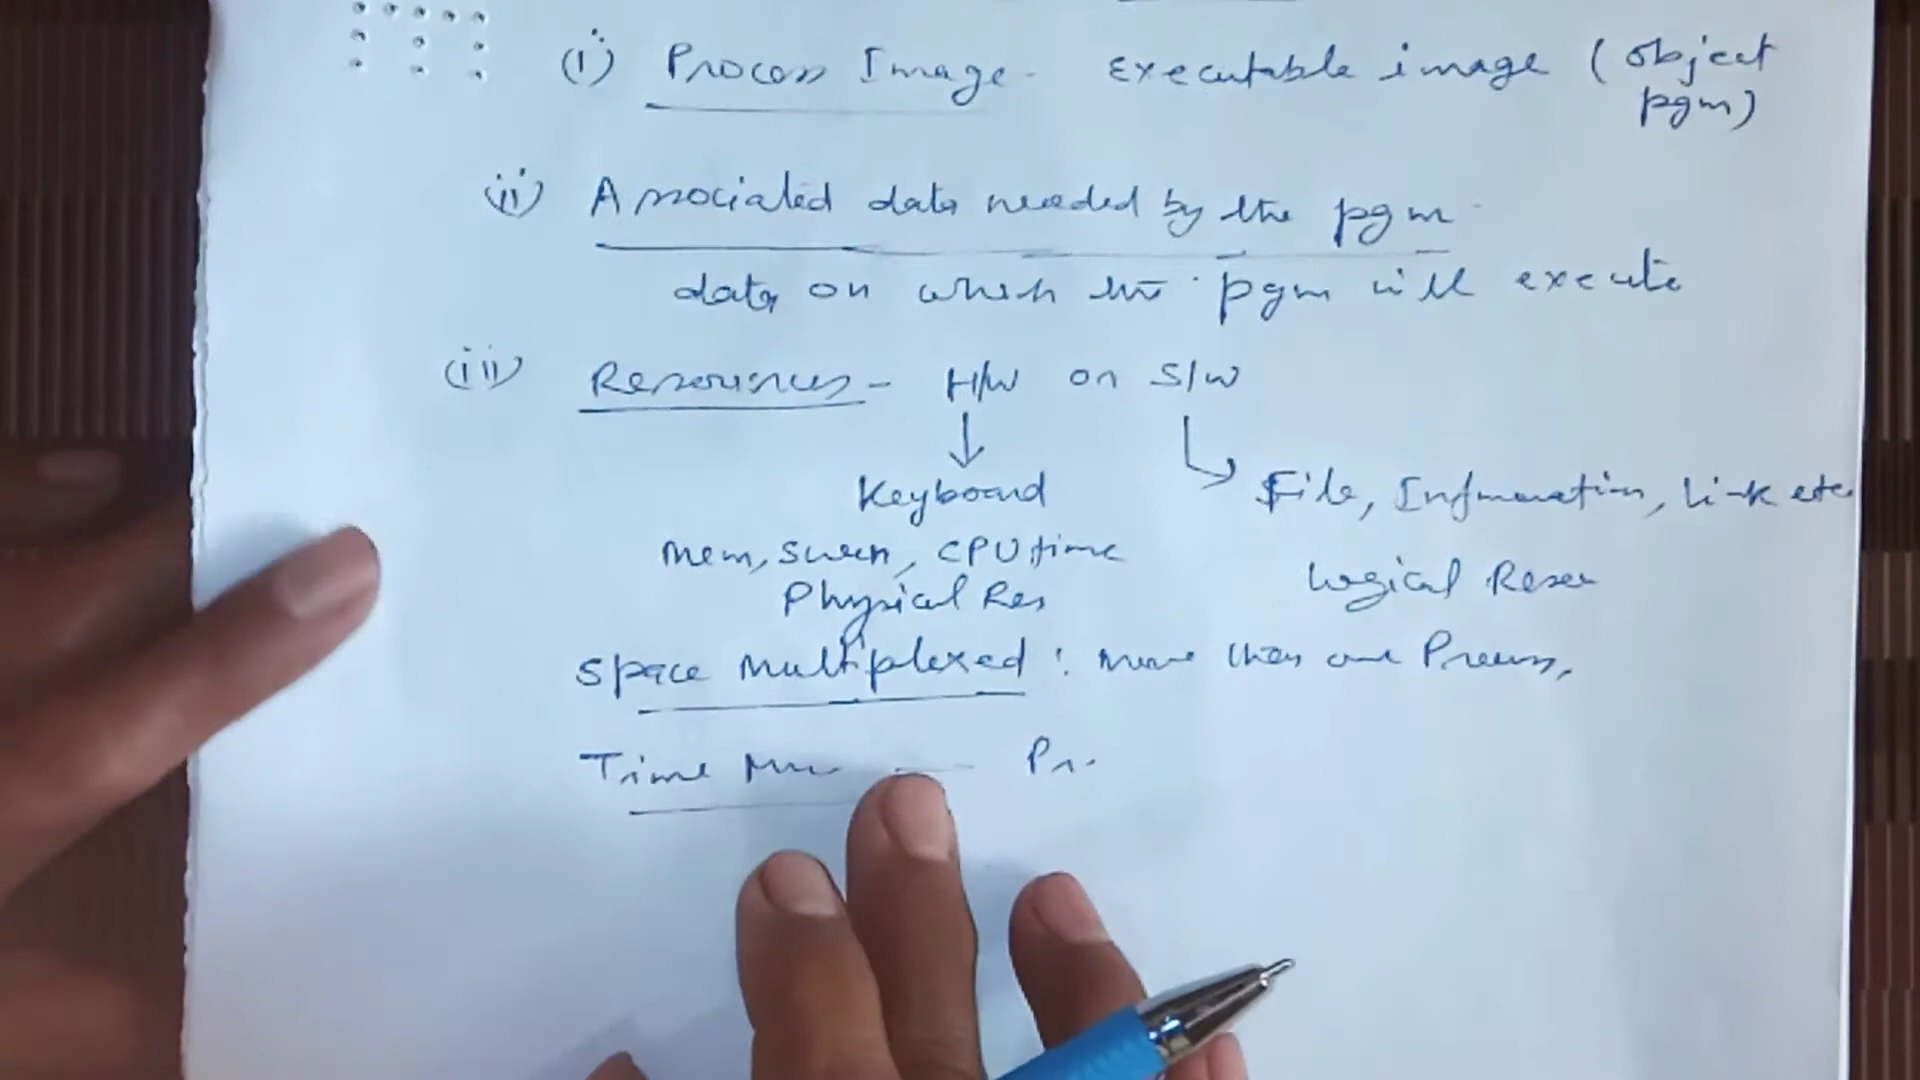 (i) Process Image - Executable image (object
pgm)
(ii) Associated data needed by the pgm
data on which the pgm will execute
(iii) Resources - H/W or S/W
Keyboard
File, Information, Link etc
Mem, Screen, CPU time
Logical Reso
Physical Res
Space Multiplexed : more than one Process,
Time Mu Pr.